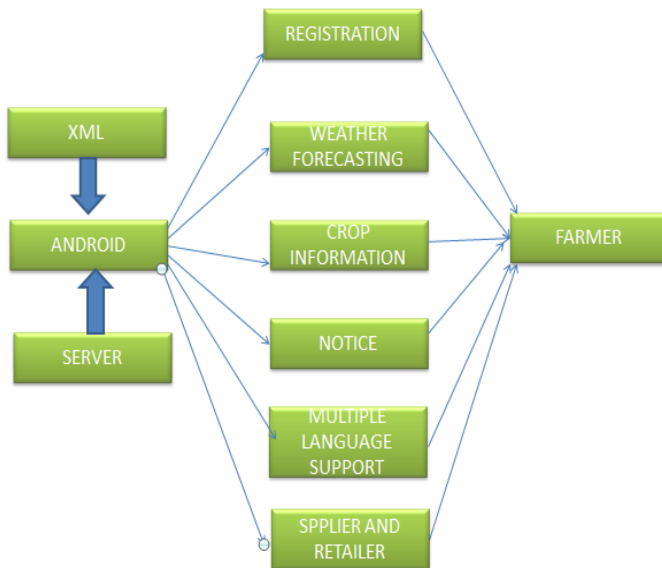 REGISTRATION
XML
WEATHER
FORECASTING
ANDROID
CROP
INFORMATION
FARMER
SERVER
NOTICE
MULTIPLE
LANGUAGE
SUPPORT
SPPLIER AND
RETAILER